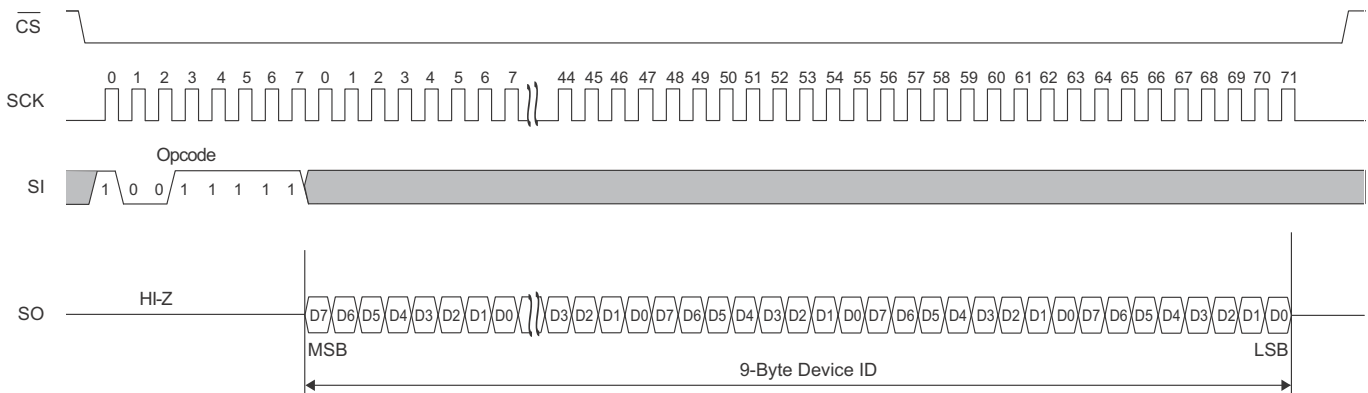 CS
0 1 2 3 4 5 6 7 0 1 2 3 4 5 6 7 44 45 46 47 48 49 50 51 52 53 54 55 56 57 58 59 60 61 62 63 64 65 66 67 68 69 70 71
SCK
Opcode
SI 1 0 0 1 1 1 1 1
HI-Z
SO D7 D6 D5 D4 D3 D2 D1 D0 D3 D2 D1 D0 D7 D6 D5 D4 D3 D2 D1 D0 D7 D6 D5 D4 D3 D2 D1 D0 D7 D6 D5 D4 D3 D2 D1 D0
MSB LSB
9-Byte Device ID